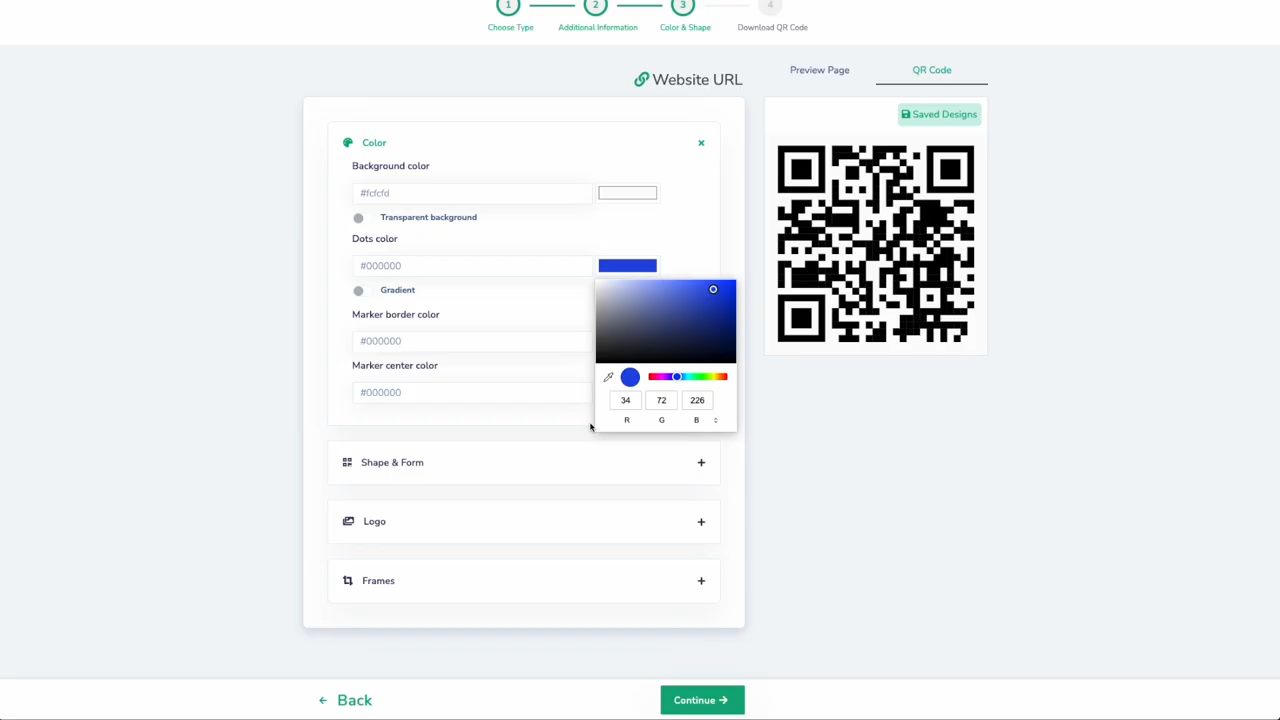 1 2 3 4
Choose Type Additional Information Color & Shape Download QR Code
Website URL
Preview Page QR Code
Saved Designs
Color
Background color
#fcfcfd
Transparent background
Dots color
#000000
Gradient
Marker border color
#000000
Marker center color
#000000
34 72 226
R G B
Shape & Form
Logo
Frames
Back
Continue